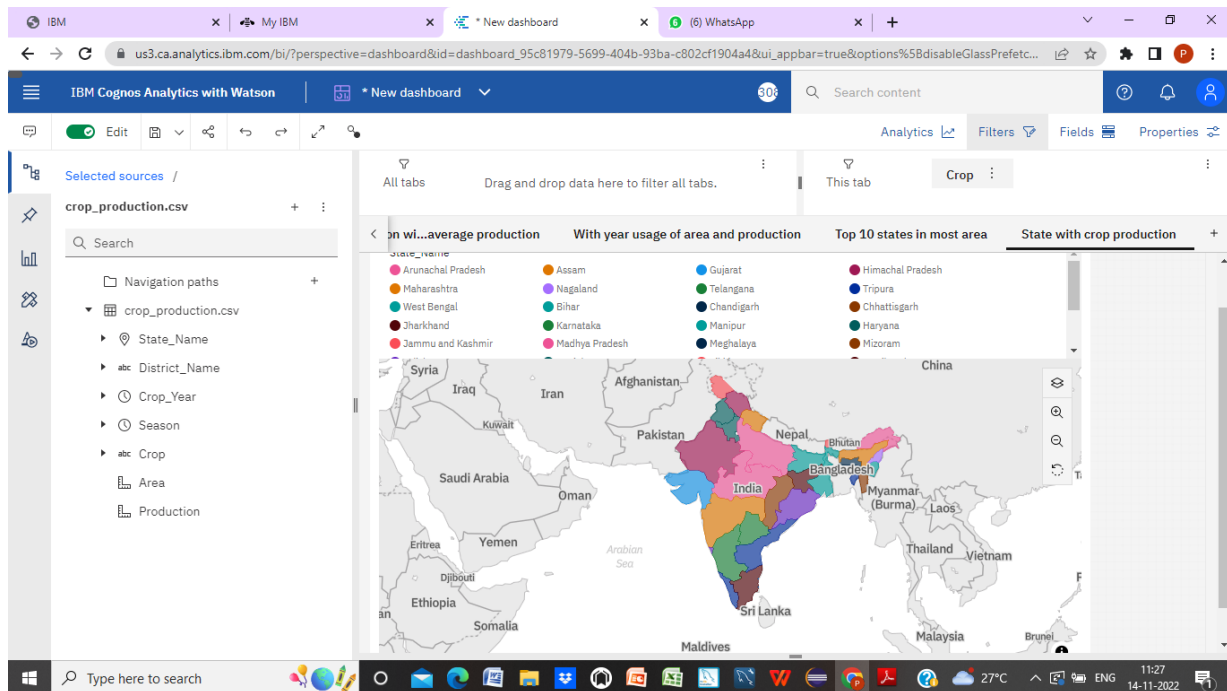 IBM
My IBM
* New dashboard
(6) WhatsApp
us3.ca.analytics.ibm.com/bi/?perspective=dashboard&id=dashboard_95c81979-5699-404b-93ba-c802cf1904a4&ui_appbar=true&options%5BdisableGlassPrefetc...
P
IBM Cognos Analytics with Watson
* New dashboard
308
Search content
Edit
Analytics
Filters
Fields
Properties
Selected sources /
crop_production.csv
Search
Navigation paths
crop_production.csv
State_Name
abc District_Name
Crop_Year
Season
abc Crop
Area
Production
All tabs
Drag and drop data here to filter all tabs.
This tab
Crop
on wi...average production
With year usage of area and production
Top 10 states in most area
State with crop production
State_Name
Arunachal Pradesh
Assam
Gujarat
Himachal Pradesh
Maharashtra
Nagaland
Telangana
Tripura
West Bengal
Bihar
Chandigarh
Chhattisgarh
Jharkhand
Karnataka
Manipur
Haryana
Jammu and Kashmir
Madhya Pradesh
Meghalaya
Mizoram
Syria
Iraq
Iran
Afghanistan
China
Kuwait
Pakistan
Nepal
Bhutan
Bangladesh
Saudi Arabia
India
Oman
Myanmar
(Burma)
Laos
Eritrea
Yemen
Arabian
Sea
Thailand
Vietnam
Djibouti
Ethiopia
Somalia
Sri Lanka
Maldives
Malaysia
Brunei
Type here to search
27°C
ENG
11:27
14-11-2022
1